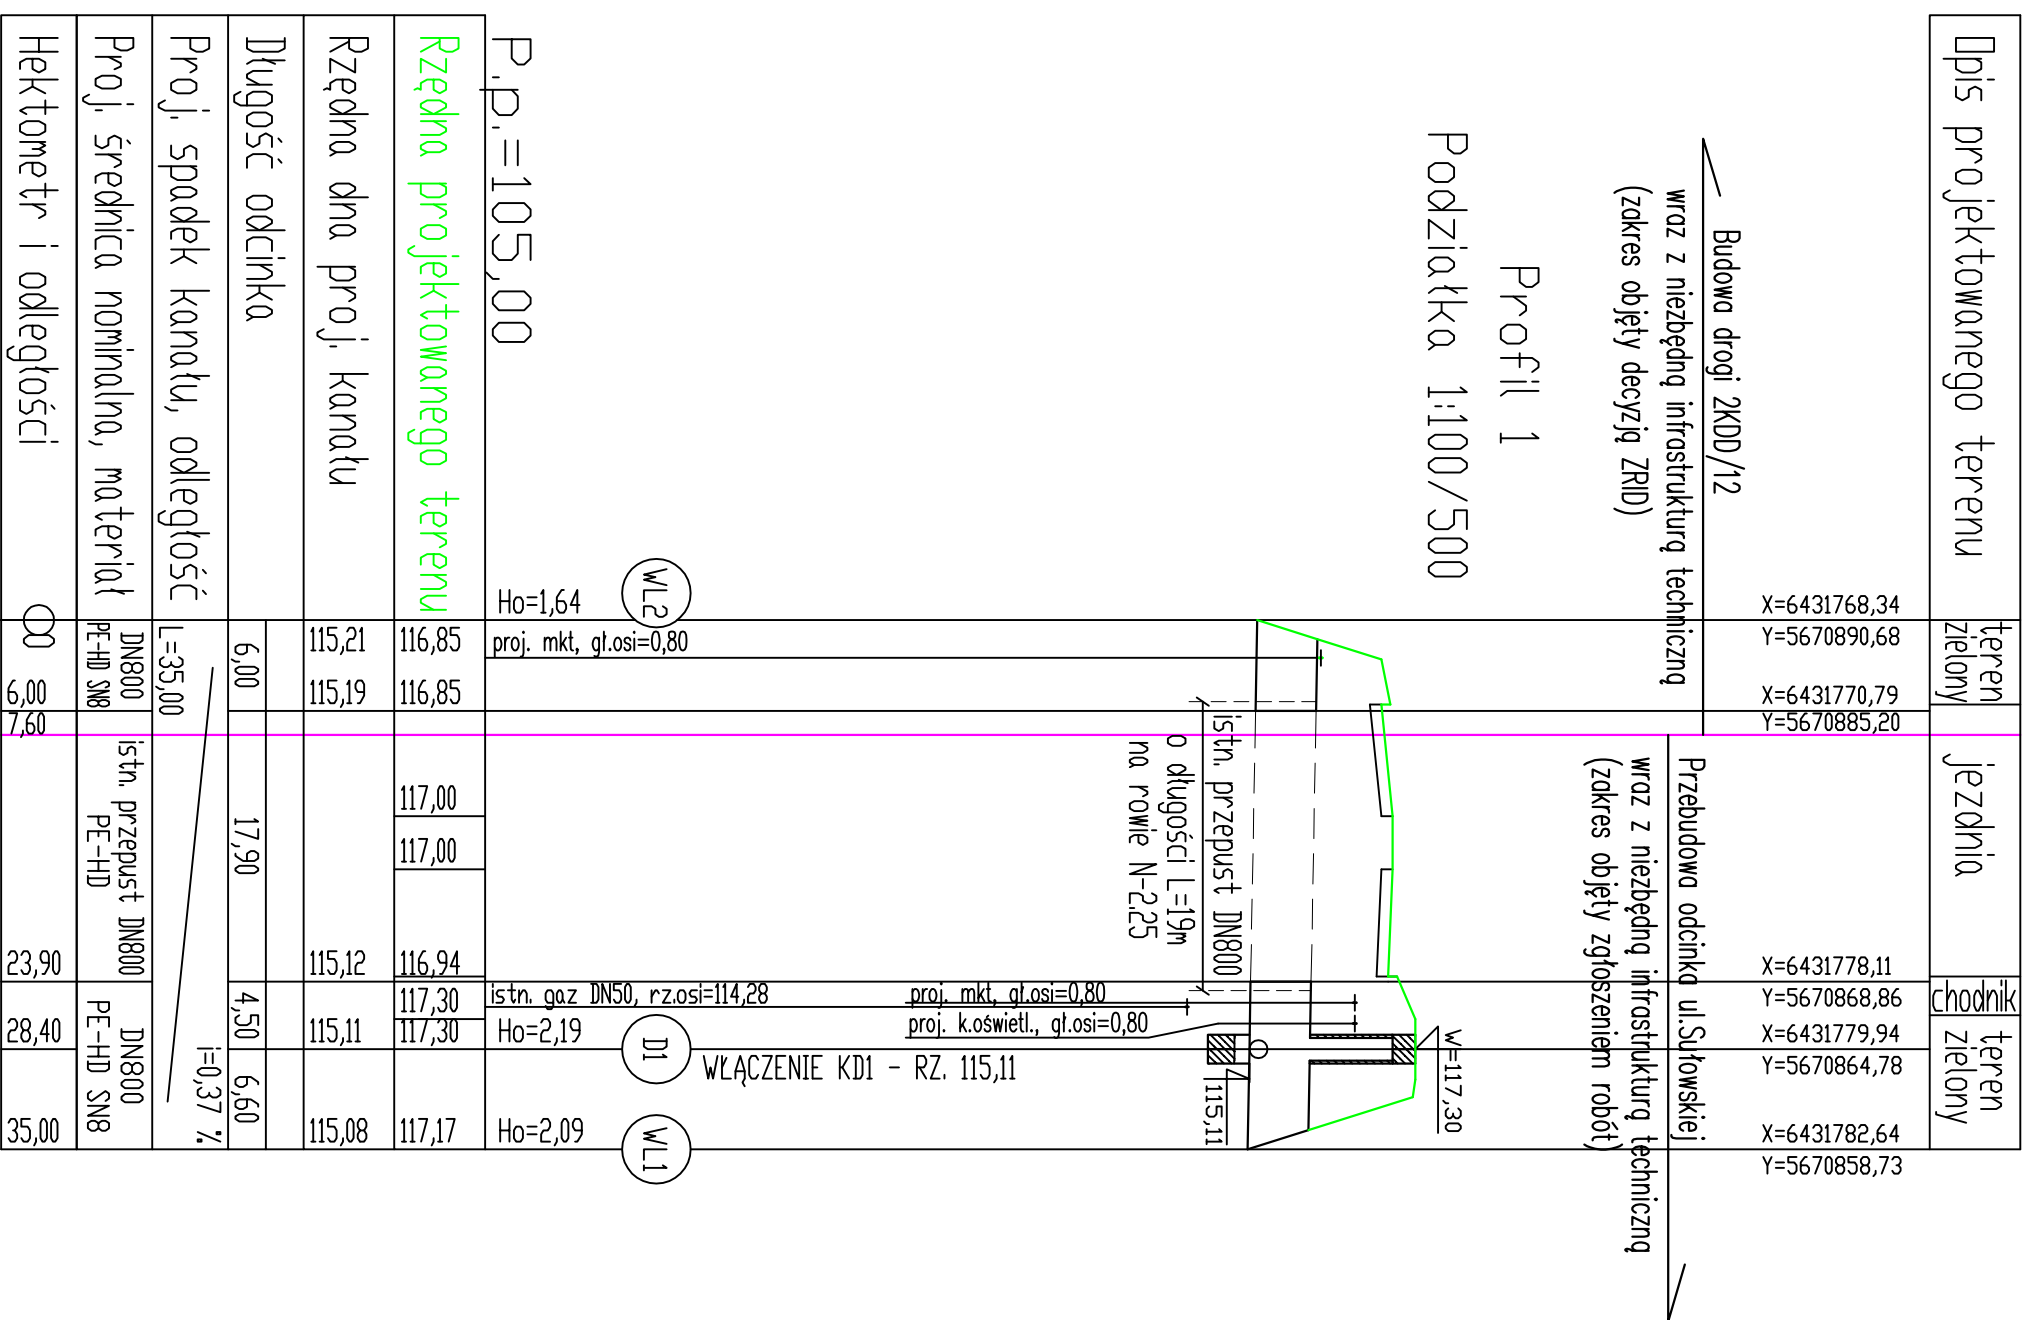 Opis projektowanego terenu
teren
zielony
jezdnia
chodnik
teren
zielony
X=6431768,34
Y=5670890,68
X=6431770,79
Y=5670885,20
X=6431778,11
Y=5670868,86
X=6431779,94
Y=5670864,78
X=6431782,64
Y=5670858,73
Budowa drogi 2KDD/12
wraz z niezbędną infrastrukturą techniczną
(zakres objęty decyzją ZRID)
Przebudowa odcinka ul.Sułowskiej
wraz z niezbędną infrastrukturą techniczną
(zakres objęty zgłoszeniem robót)
Profil 1
Podziałka 1:100/500
W=117,30
istn. przepust DN800
o długości L=19m
na rowie N-2.25
115,11
WL2
D1
WŁĄCZENIE KD1 - RZ. 115,11
WL1
P.p.=105,00
Ho=1,64
proj. mkt, gł.osi=0,80
istn. gaz DN50, rz.osi=114,28
proj. mkt, gł.osi=0,80
proj. k.oświetl., gł.osi=0,80
Ho=2,19
Ho=2,09
Rzędna projektowanego terenu
116,85
116,85
117,00
117,00
116,94
117,30
117,30
117,17
Rzędna dna proj. kanału
115,21
115,19
115,12
115,11
115,08
Długość odcinka
6,00
17,90
4,50
6,60
Proj. spadek kanału, odległość
L=35,00
i=0,37 %
Proj. średnica nominalna, materiał
DN800
PE-HD SN8
istn. przepust DN800
PE-HD
DN800
PE-HD SN8
Hektometr i odległości
0
6,00
7,60
23,90
28,40
35,00